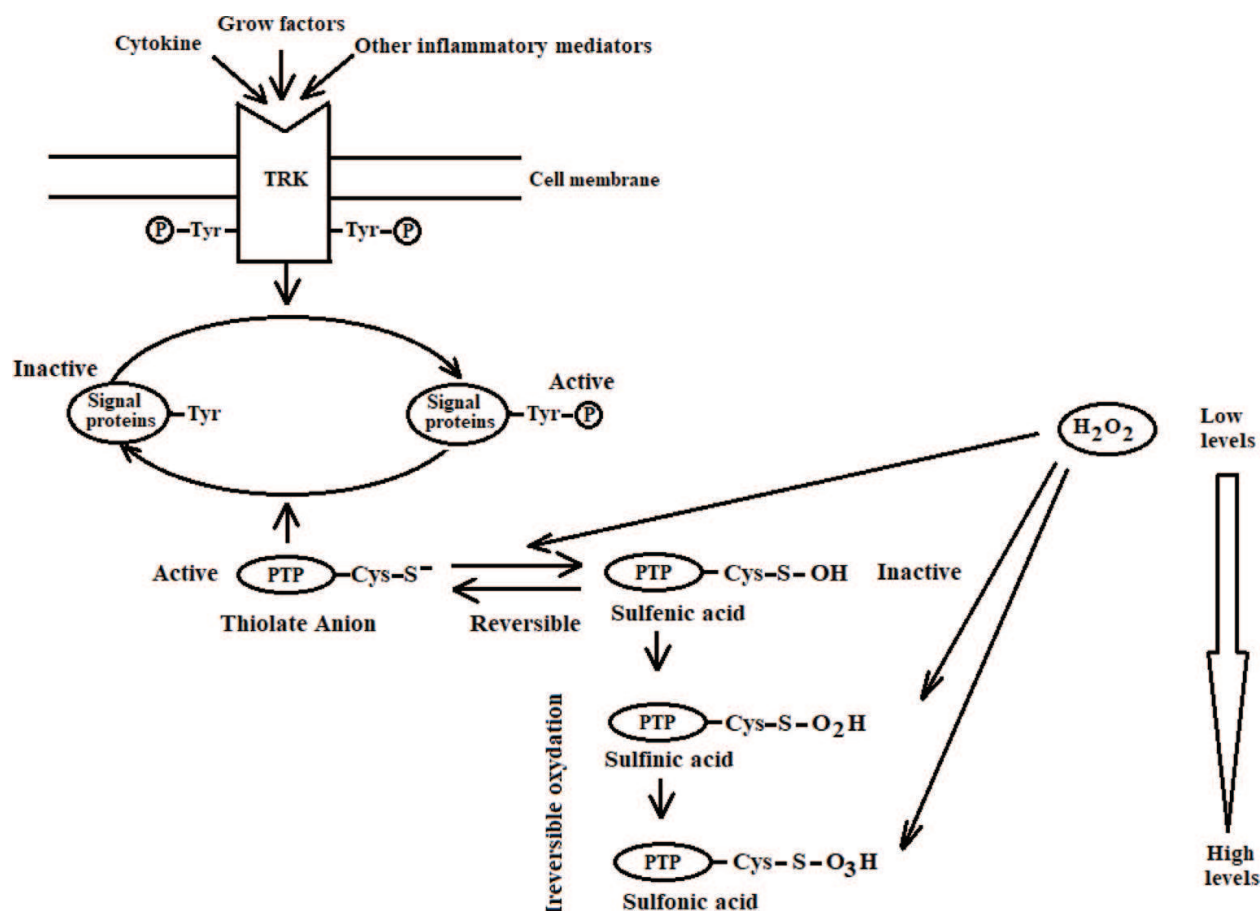 Grow factors
Cytokine
Other inflammatory mediators
TRK
Cell membrane
P–Tyr
Tyr–P
Inactive
Active
Signal
proteins
Tyr
Signal
proteins
Tyr–P
H2O2
Low
levels
Active
PTP
Cys–S–
PTP
Cys–S–OH
Inactive
Thiolate Anion
Reversible
Sulfenic acid
Ireversible oxydation
PTP
Cys–S–O2H
Sulfinic acid
PTP
Cys–S–O3H
Sulfonic acid
High
levels